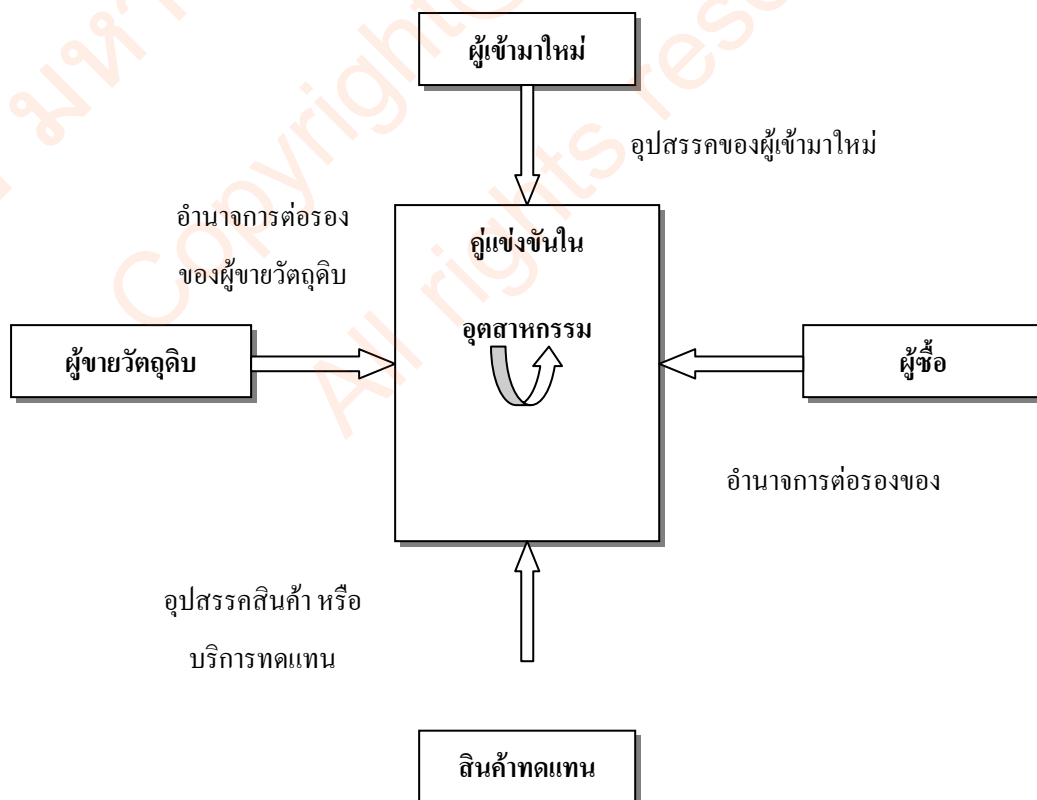 ผู้เข้ามาใหม่
อุปสรรคของผู้เข้ามาใหม่
อำนาจการต่อรอง
ของผู้ขายวัตถุดิบ
คู่แข่งขันใน
อุตสาหกรรม
ผู้ขายวัตถุดิบ
ผู้ซื้อ
อำนาจการต่อรองของ
อุปสรรคสินค้า หรือ
บริการทดแทน
สินค้าทดแทน
Copyright
All rights rese